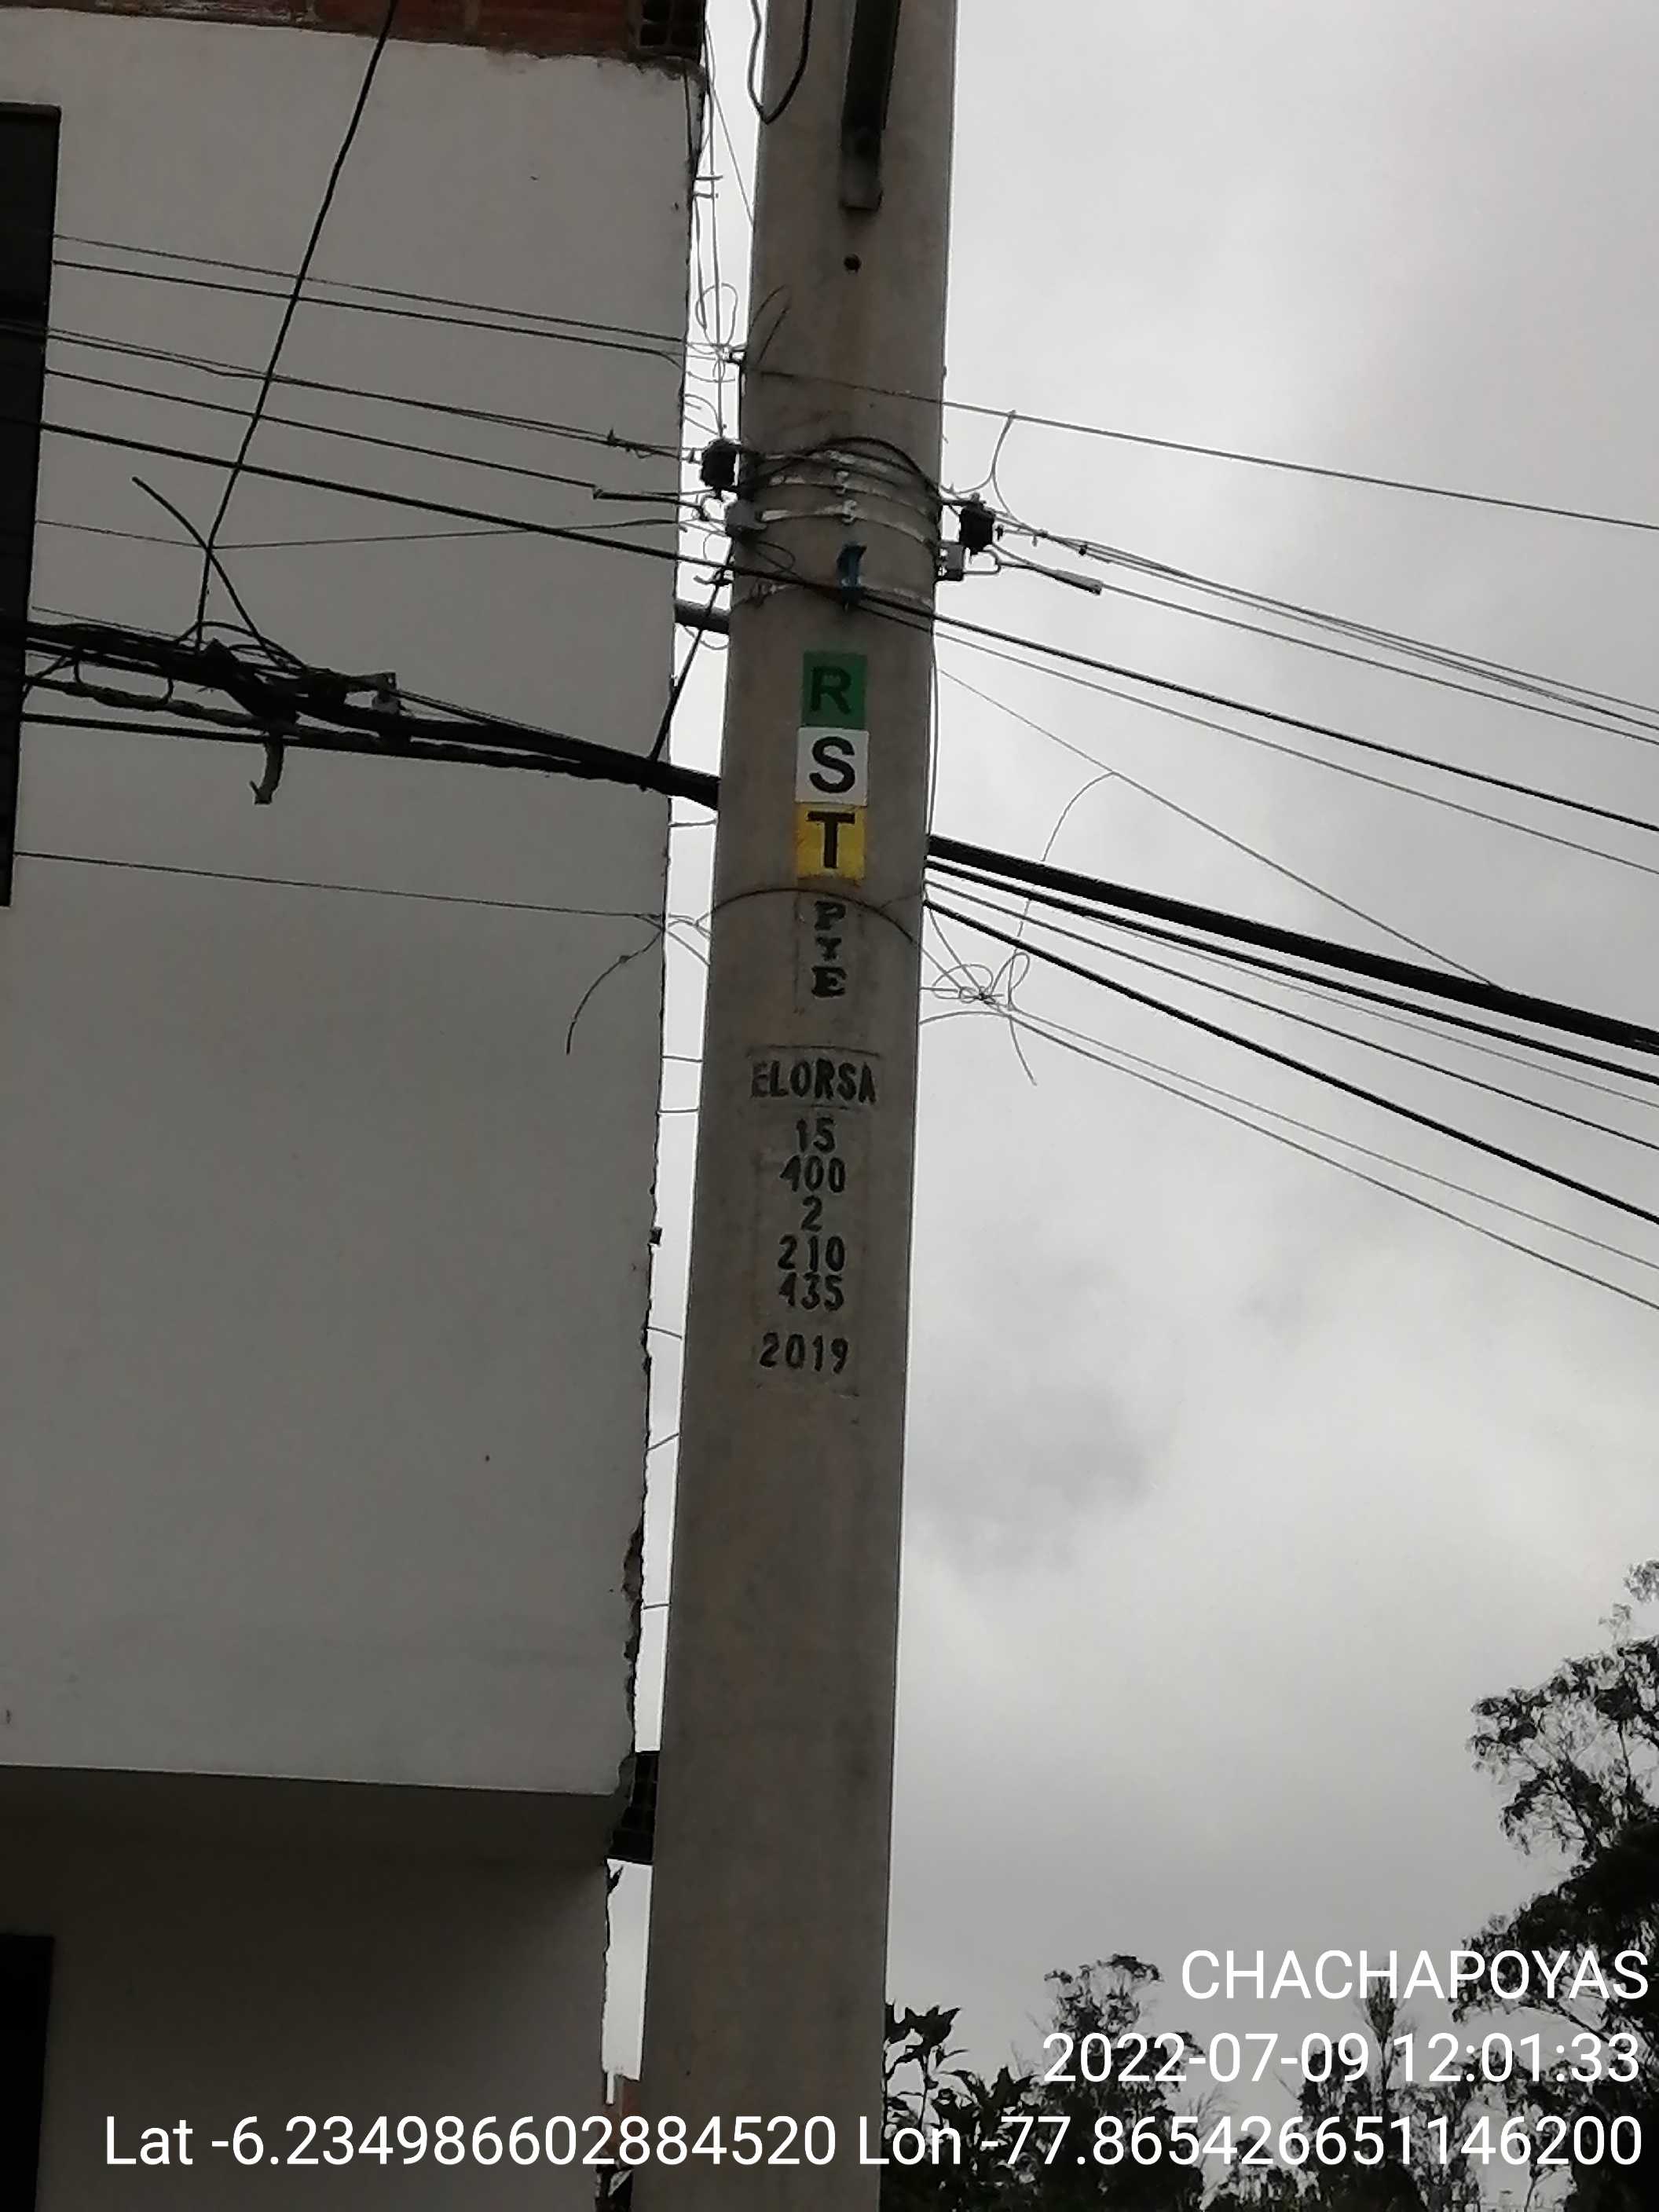 R
S
T
P
Y
E
ELORSA
15
400
2
210
435
2019
CHACHAPOYAS
2022-07-09 12:01:33
Lat -6.234986602884520 Lon -77.865426651146200